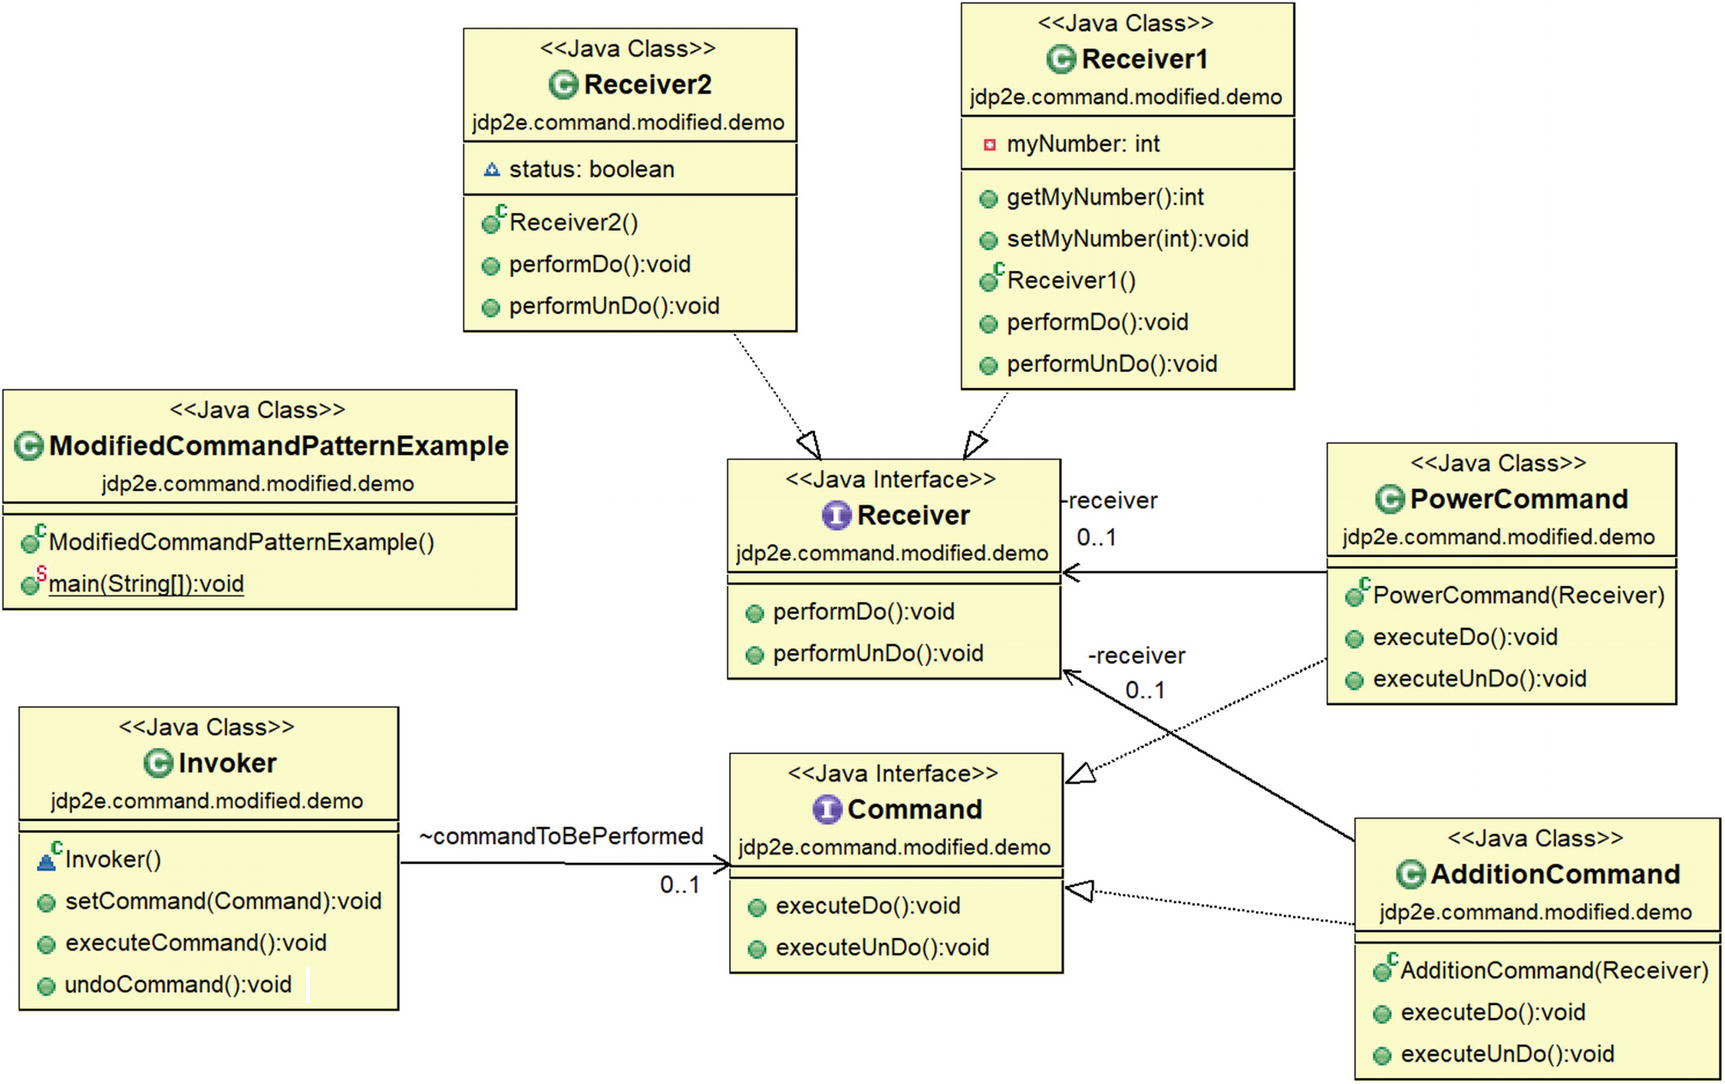 <<Java Class>>
Receiver2
jdp2e.command.modified.demo
status: boolean
Receiver2()
performDo():void
performUnDo():void
<<Java Class>>
Receiver1
jdp2e.command.modified.demo
myNumber: int
getMyNumber():int
setMyNumber(int):void
Receiver1()
performDo():void
performUnDo():void
<<Java Class>>
ModifiedCommandPatternExample
jdp2e.command.modified.demo
ModifiedCommandPatternExample()
main(String[]):void
<<Java Interface>>
Receiver
jdp2e.command.modified.demo
performDo():void
performUnDo():void
-receiver
0..1
<<Java Class>>
PowerCommand
jdp2e.command.modified.demo
PowerCommand(Receiver)
executeDo():void
executeUnDo():void
-receiver
0..1
<<Java Class>>
Invoker
jdp2e.command.modified.demo
Invoker()
setCommand(Command):void
executeCommand():void
undoCommand():void
~commandToBePerformed
0..1
<<Java Interface>>
Command
jdp2e.command.modified.demo
executeDo():void
executeUnDo():void
<<Java Class>>
AdditionCommand
jdp2e.command.modified.demo
AdditionCommand(Receiver)
executeDo():void
executeUnDo():void